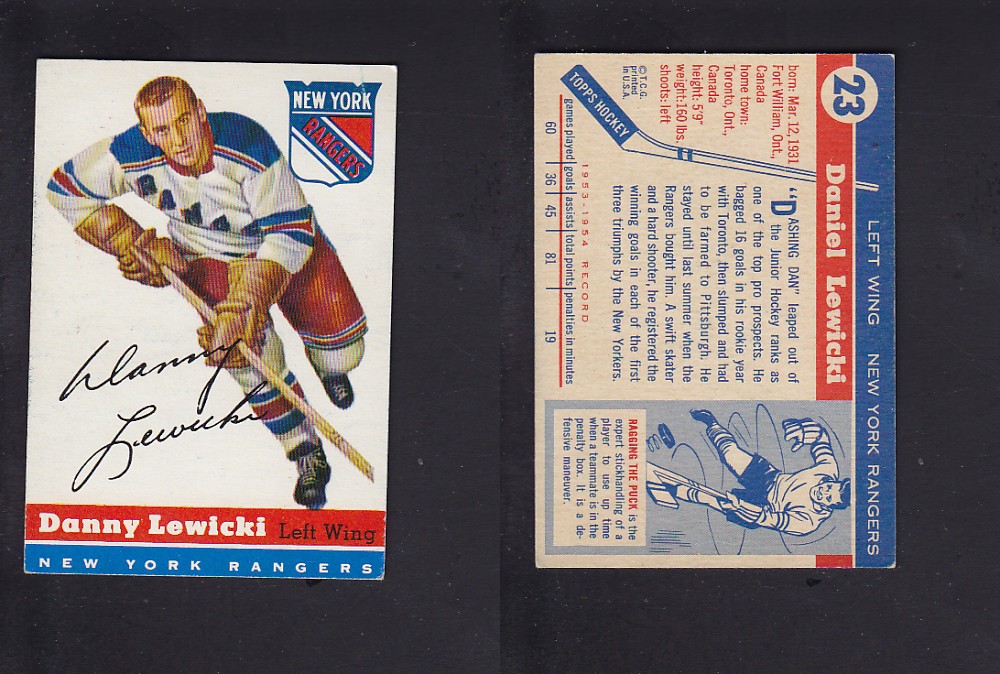 NEW YORK
RANGERS
Danny
Lewicki
Danny Lewicki Left Wing
NEW YORK RANGERS
23
LEFT WING NEW YORK RANGERS
Daniel Lewicki
born: Mar. 12, 1931
Fort William, Ont.,
Canada
home town:
Toronto, Ont.,
Canada
height: 5'9"
weight: 160 lbs.
shoots: left
© T.C.G.
printed
in U.S.A.
TOPPS HOCKEY
"DASHING DAN" leaped out of
the Junior Hockey ranks as
one of the top pro prospects. He
bagged 16 goals in his rookie year
with Toronto, then slumped and had
to be farmed to Pittsburgh. He
stayed until last summer when the
Rangers bought him. A swift skater
and a hard shooter, he registered the
winning goals in each of the first
three triumphs by the New Yorkers.
1953-1954 RECORD
games played goals assists total points penalties in minutes
60 36 45 81 19
RAGGING THE PUCK is the
expert stickhandling of a
player to use up time
when a teammate is in the
penalty box. It is a de-
fensive maneuver.